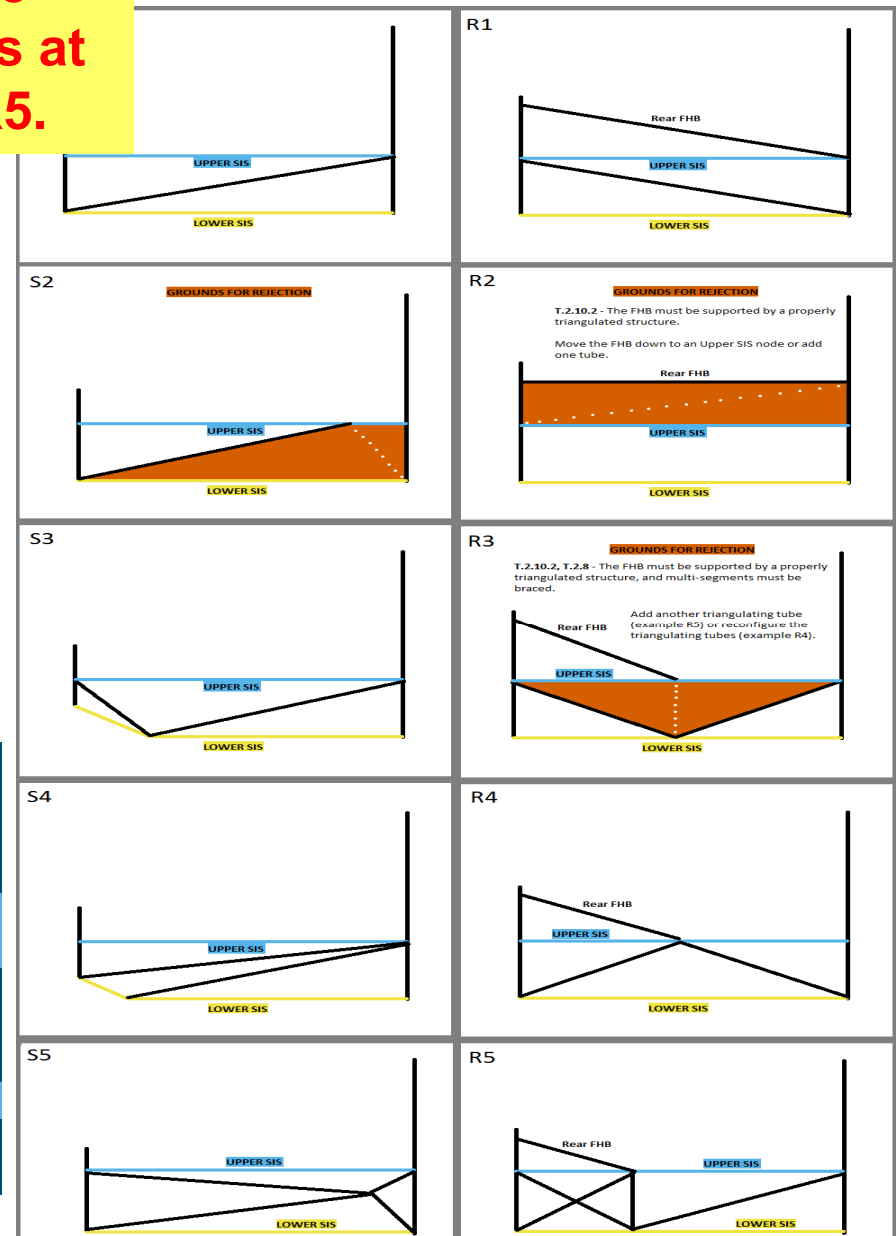 s at
5.
UPPER SIS
LOWER SIS
R1
Rear FHB
UPPER SIS
LOWER SIS
S2
GROUNDS FOR REJECTION
UPPER SIS
LOWER SIS
R2
GROUNDS FOR REJECTION
T.2.10.2 - The FHB must be supported by a properly
triangulated structure.
Move the FHB down to an Upper SIS node or add
one tube.
Rear FHB
UPPER SIS
LOWER SIS
S3
UPPER SIS
LOWER SIS
R3
GROUNDS FOR REJECTION
T.2.10.2, T.2.8 - The FHB must be supported by a properly
triangulated structure, and multi-segments must be
braced.
Add another triangulating tube
(example R5) or reconfigure the
triangulating tubes (example R4).
Rear FHB
UPPER SIS
LOWER SIS
S4
UPPER SIS
LOWER SIS
R4
Rear FHB
UPPER SIS
LOWER SIS
S5
UPPER SIS
LOWER SIS
R5
Rear FHB
UPPER SIS
LOWER SIS